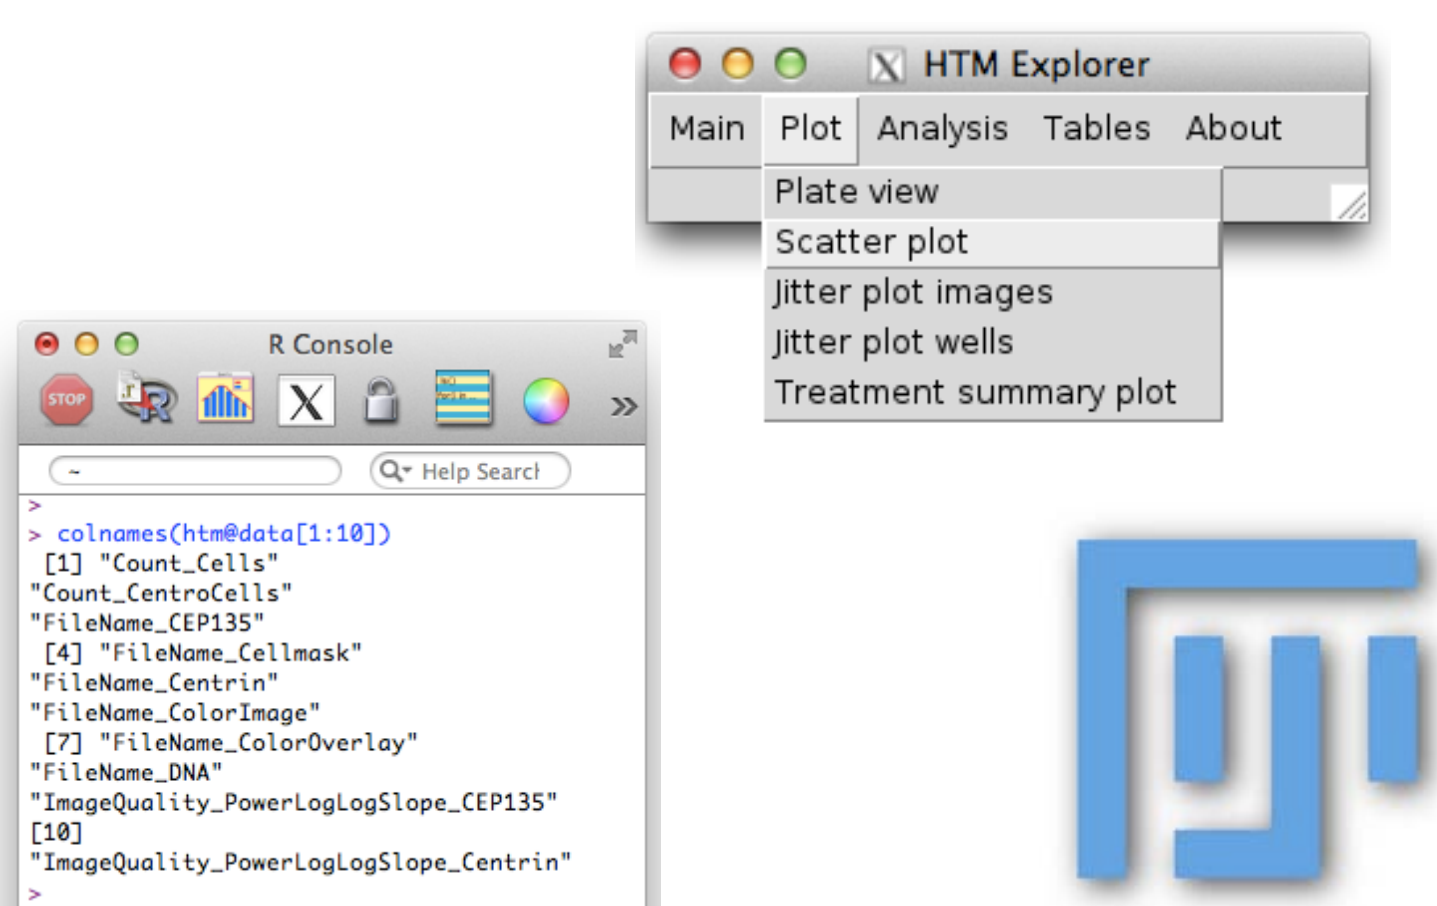 HTM Explorer
Main Plot Analysis Tables About
Plate view
Scatter plot
Jitter plot images
Jitter plot wells
Treatment summary plot
R Console
STOP
~ Help Search
>
> colnames(htm@data[1:10])
[1] "Count_Cells"
"Count_CentroCells"
"FileName_CEP135"
[4] "FileName_Cellmask"
"FileName_Centrin"
"FileName_ColorImage"
[7] "FileName_ColorOverlay"
"FileName_DNA"
"ImageQuality_PowerLogLogSlope_CEP135"
[10]
"ImageQuality_PowerLogLogSlope_Centrin"
>